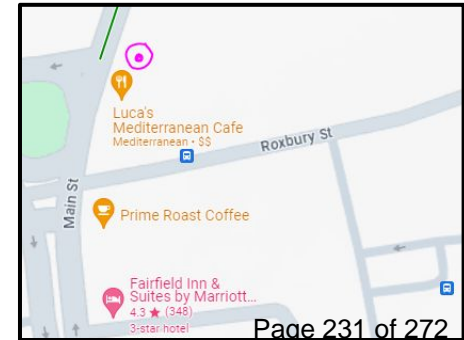 Luca's
Mediterranean Cafe
Mediterranean • $$
Roxbury St
Main St
Prime Roast Coffee
Fairfield Inn &
Suites by Marriott...
4.3 ★ (348)
3-star hotel
Page 231 of 272